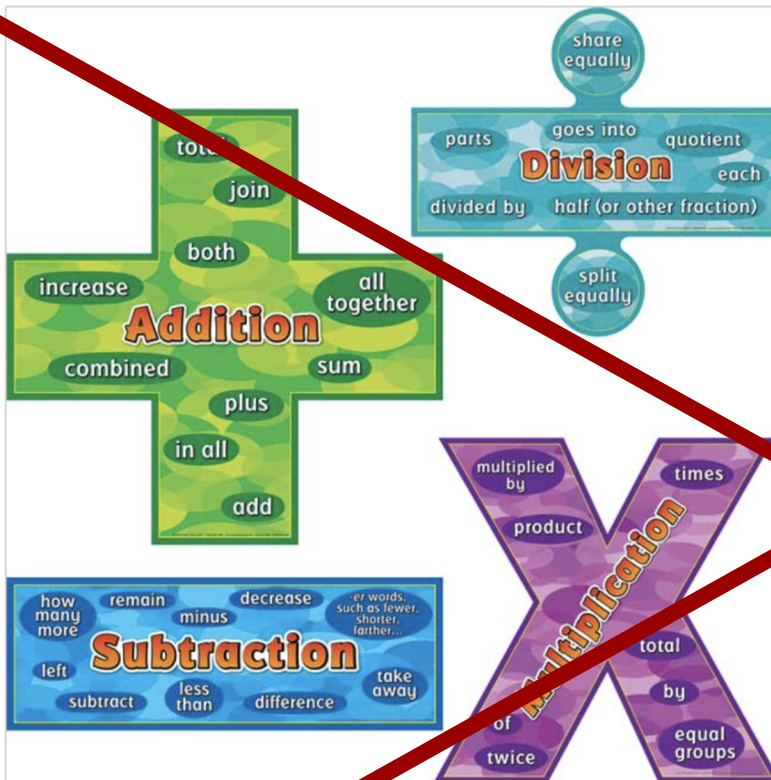 share
equally
parts
goes into
quotient
Division
each
divided by
half (or other fraction)
split
equally
total
join
both
increase
all
together
Addition
combined
sum
plus
in all
add
multiplied
by
times
product
Multiplication
total
by
of
twice
equal
groups
how
many
more
remain
minus
decrease
-er words,
such as fewer,
shorter,
farther...
Subtraction
left
subtract
less
than
difference
take
away